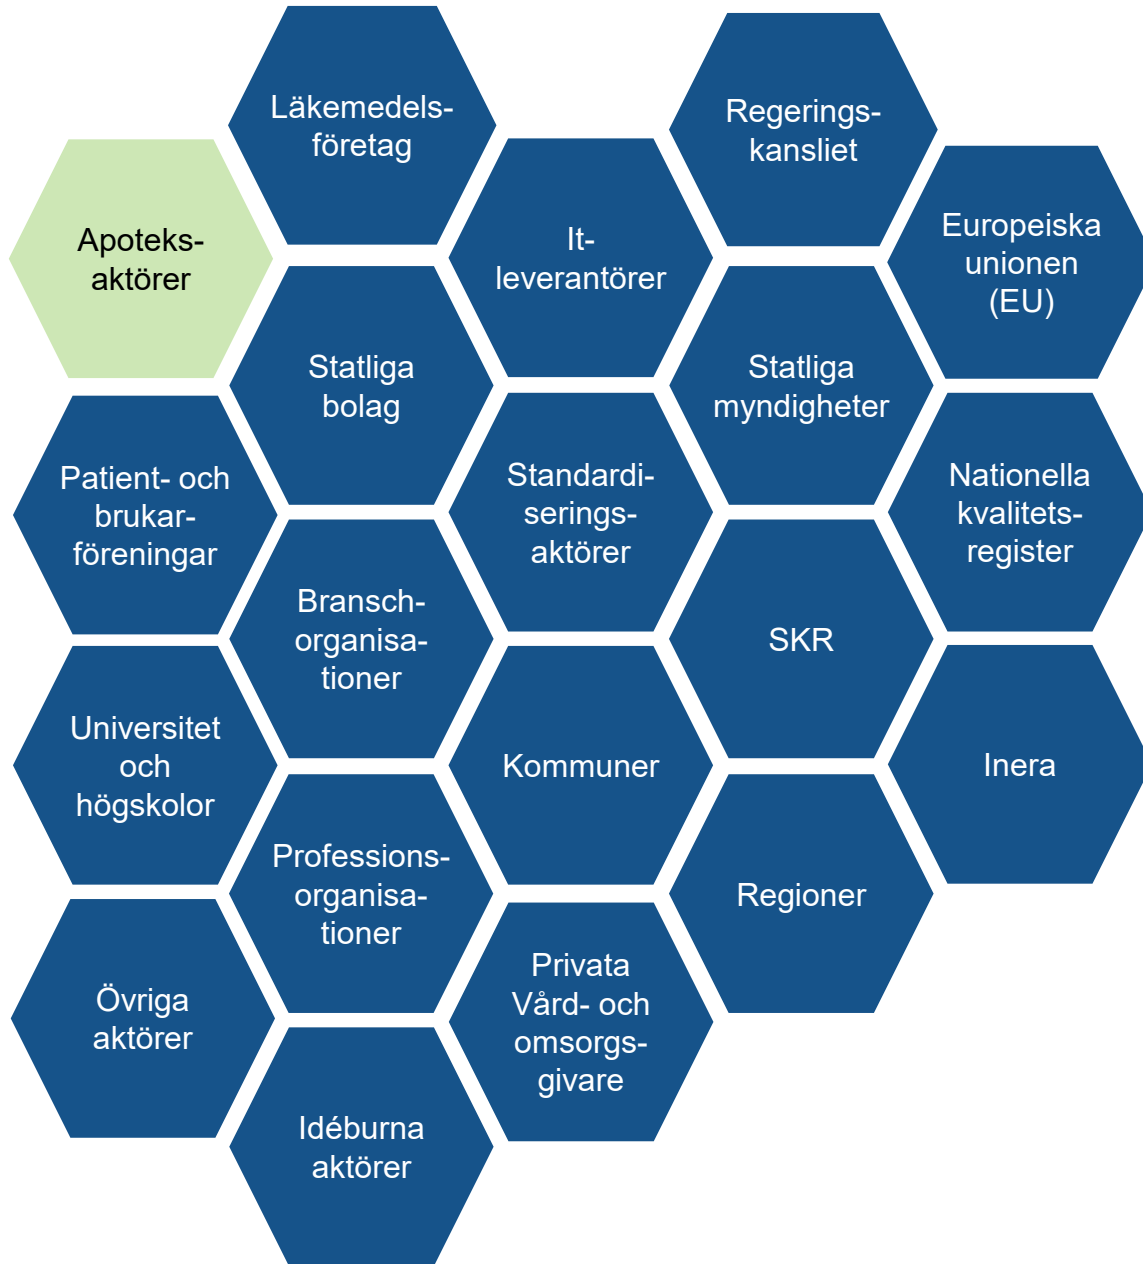 Läkemedels-
företag
Regerings-
kansliet
Apoteks-
aktörer
It-
leverantörer
Europeiska
unionen
(EU)
Statliga
bolag
Statliga
myndigheter
Patient- och
brukar-
föreningar
Standardi-
serings-
aktörer
Nationella
kvalitets-
register
Bransch-
organisa-
tioner
SKR
Universitet
och
högskolor
Kommuner
Inera
Professions-
organisa-
tioner
Regioner
Övriga
aktörer
Privata
Vård- och
omsorgs-
givare
Idéburna
aktörer